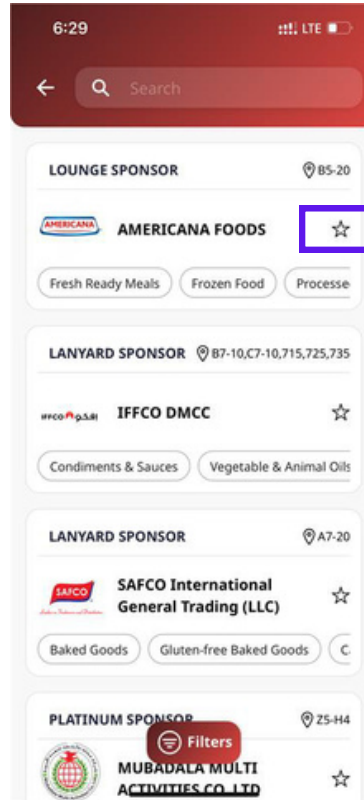 6:29 LTE
Search
LOUNGE SPONSOR B5-20
AMERICANA
AMERICANA FOODS
Fresh Ready Meals Frozen Food Processe
LANYARD SPONSOR B7-10,C7-10,715,725,735
IFFCO إفكو
IFFCO DMCC
Condiments & Sauces Vegetable & Animal Oils
LANYARD SPONSOR A7-20
SAFCO
SAFCO International
General Trading (LLC)
Baked Goods Gluten-free Baked Goods C
PLATINUM SPONSOR Z5-H4
Filters
MUBADALA MULTI
ACTIVITIES CO. LTD